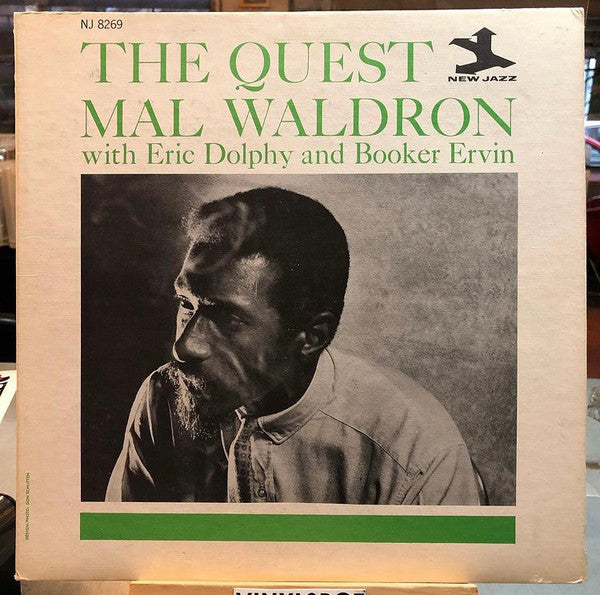 NJ 8269
THE QUEST
NEW JAZZ
MAL WALDRON
with Eric Dolphy and Booker Ervin